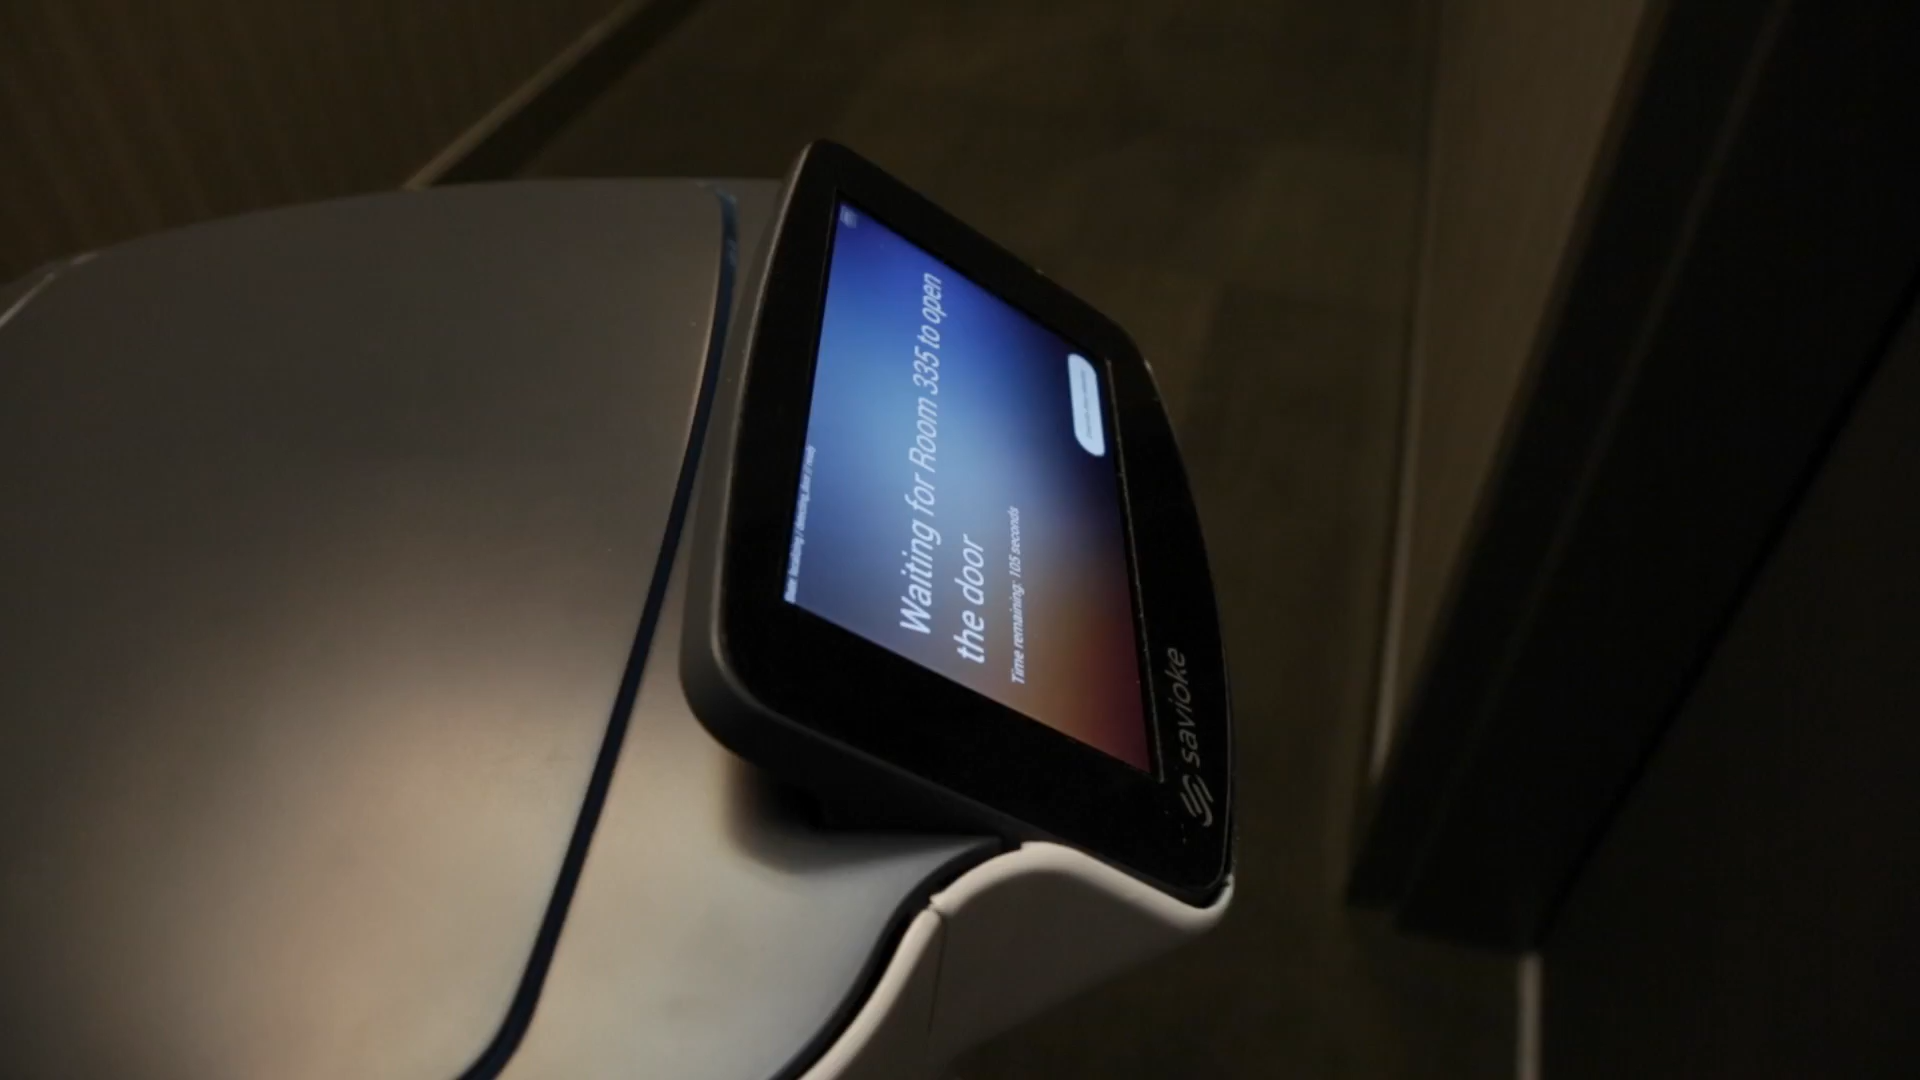 Waiting for Room 335 to open
the door
Time remaining: 105 seconds
savioke